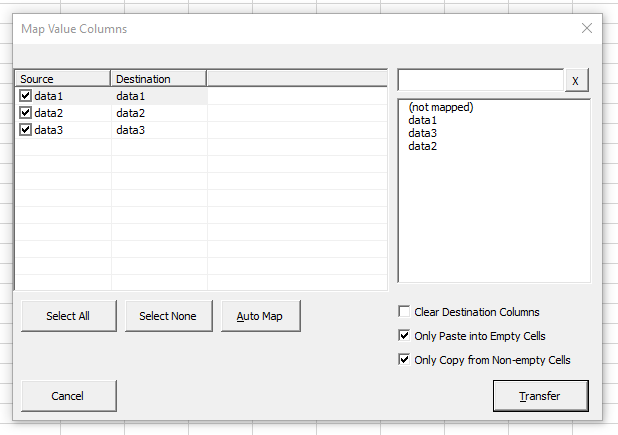 Map Value Columns
Source Destination
data1 data1
data2 data2
data3 data3
X
(not mapped)
data1
data3
data2
Select All Select None Auto Map
Clear Destination Columns
Only Paste into Empty Cells
Only Copy from Non-empty Cells
Cancel Transfer